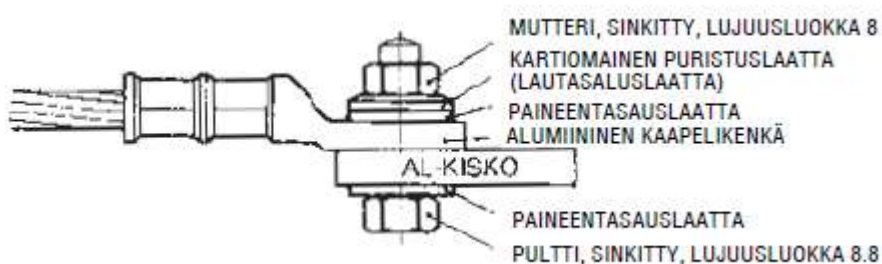 MUTTERI, SINKITTY, LUJUUSLUOKKA 8
KARTIOMAINEN PURISTUSLAATTA
(LAUTASALUSLAATTA)
PAINEENTASAUSLAATTA
ALUMIININEN KAAPELIKENKÄ
AL-KISKO
PAINEENTASAUSLAATTA
PULTTI, SINKITTY, LUJUUSLUOKKA 8.8